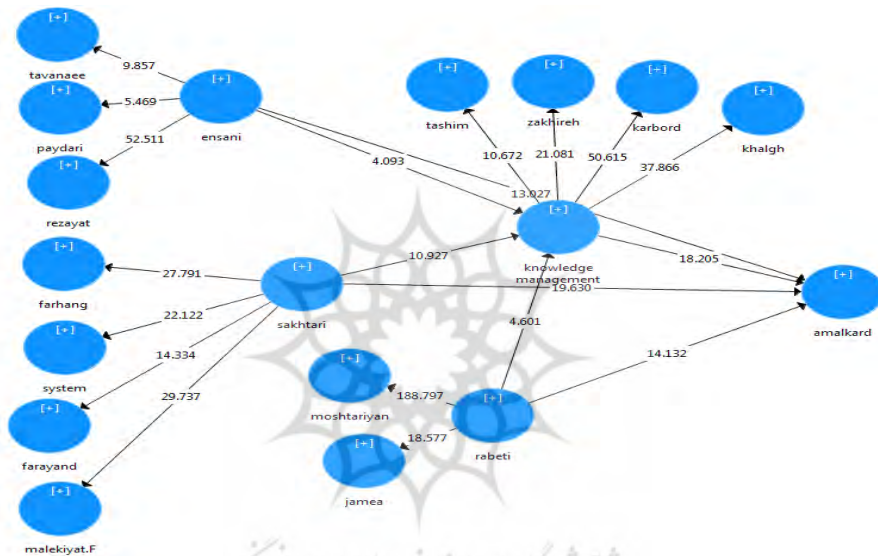 [+]
tavanaee
9.857
[+]
paydari
5.469
[+]
ensani
52.511
[+]
rezayat
[+]
tashim
[+]
zakhireh
[+]
karbord
[+]
khalgh
10.672
21.081
50.615
37.866
4.093
13.027
[+]
knowledge
management
[+]
farhang
27.791
[+]
sakhtari
10.927
18.205
19.630
[+]
amalkard
[+]
system
22.122
14.334
29.737
4.601
14.132
[+]
farayand
[+]
moshtariyan
188.797
[+]
rabeti
18.577
[+]
jamea
[+]
malekiyat.F